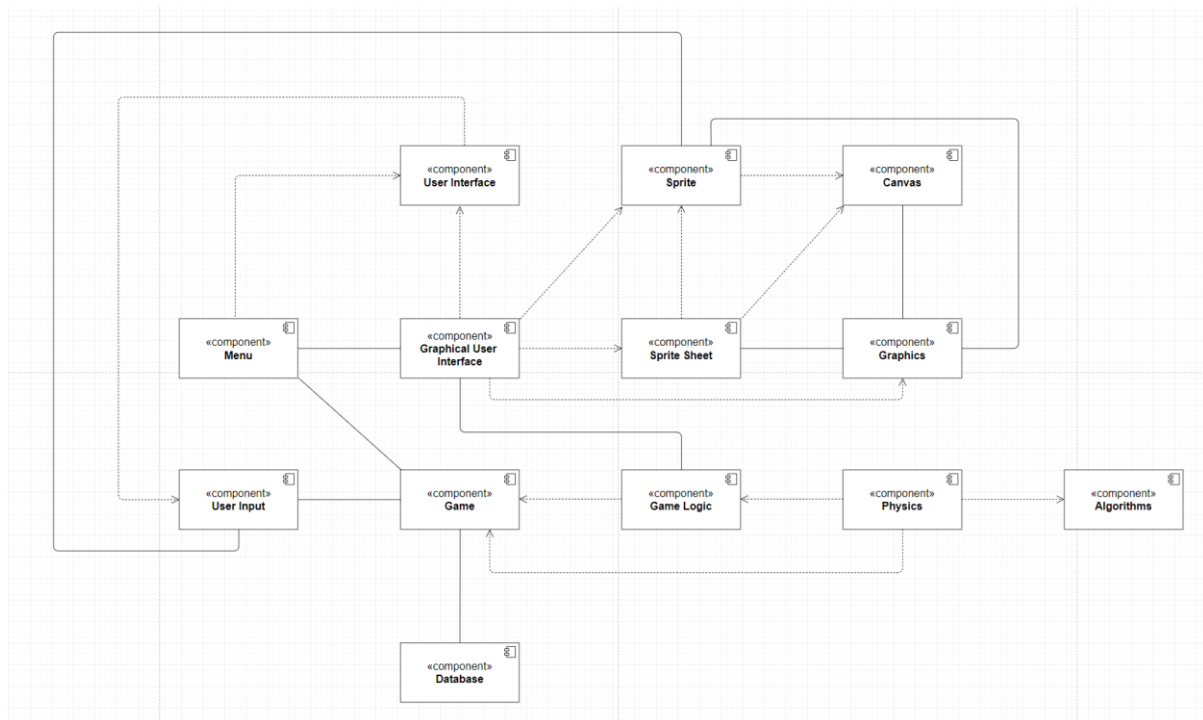 «component»
User Interface
«component»
Sprite
«component»
Canvas
«component»
Menu
«component»
Graphical User
Interface
«component»
Sprite Sheet
«component»
Graphics
«component»
User Input
«component»
Game
«component»
Game Logic
«component»
Physics
«component»
Algorithms
«component»
Database